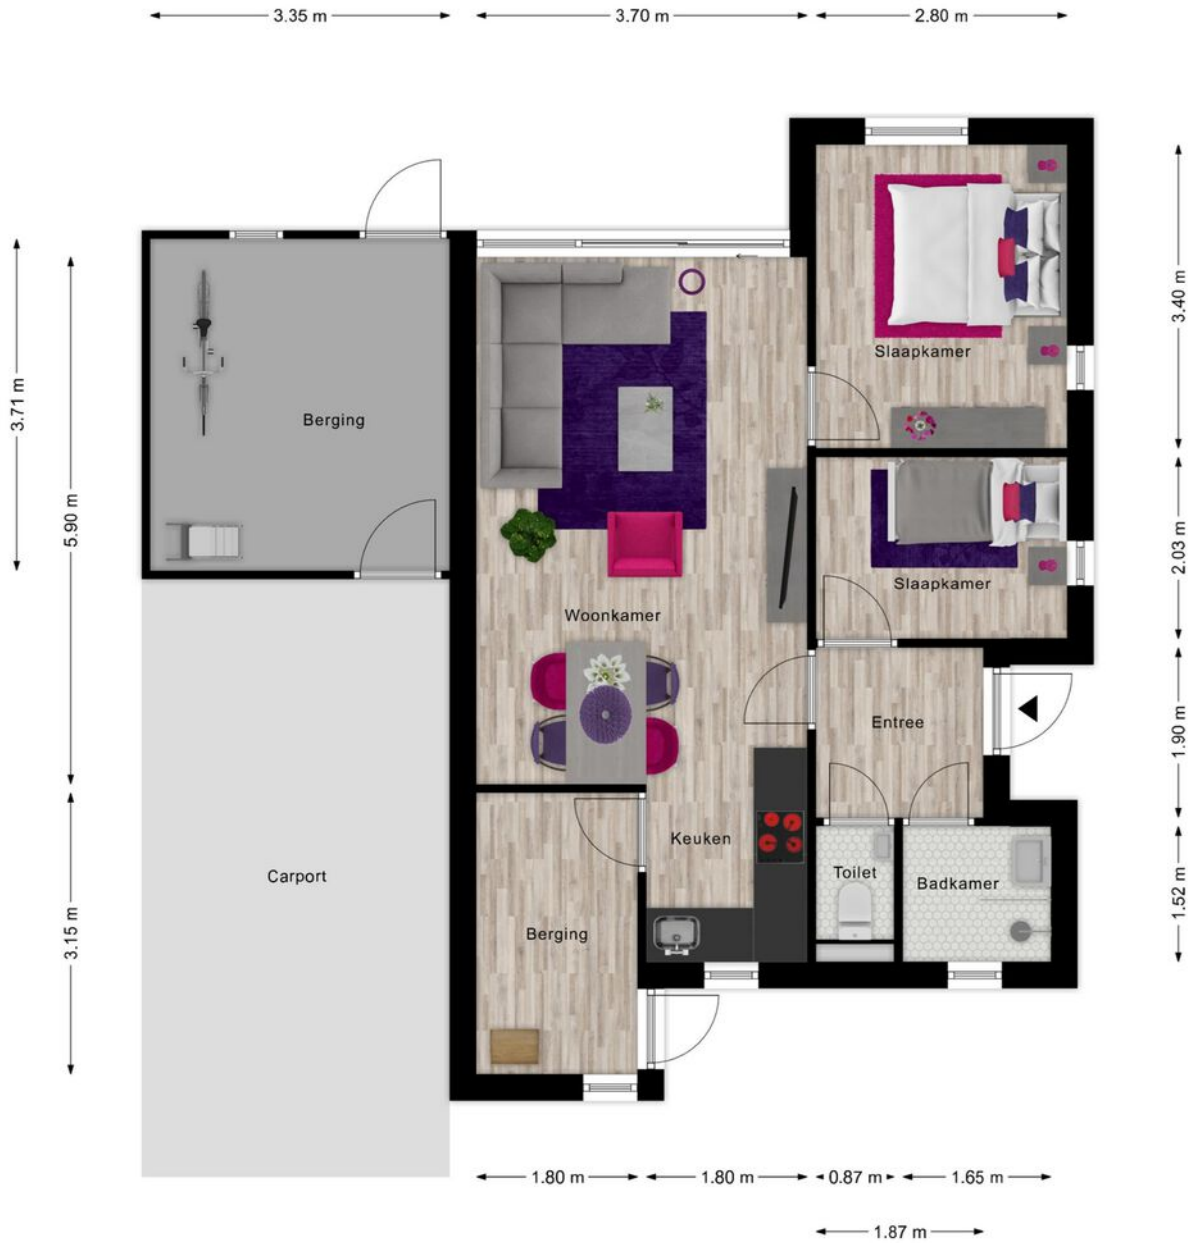 3.35 m
3.70 m
2.80 m
3.40 m
Slaapkamer
3.71 m
Berging
5.90 m
2.03 m
Slaapkamer
Woonkamer
1.90 m
Entree
Keuken
Carport
Toilet
Badkamer
1.52 m
Berging
3.15 m
1.80 m
1.80 m
0.87 m
1.65 m
1.87 m